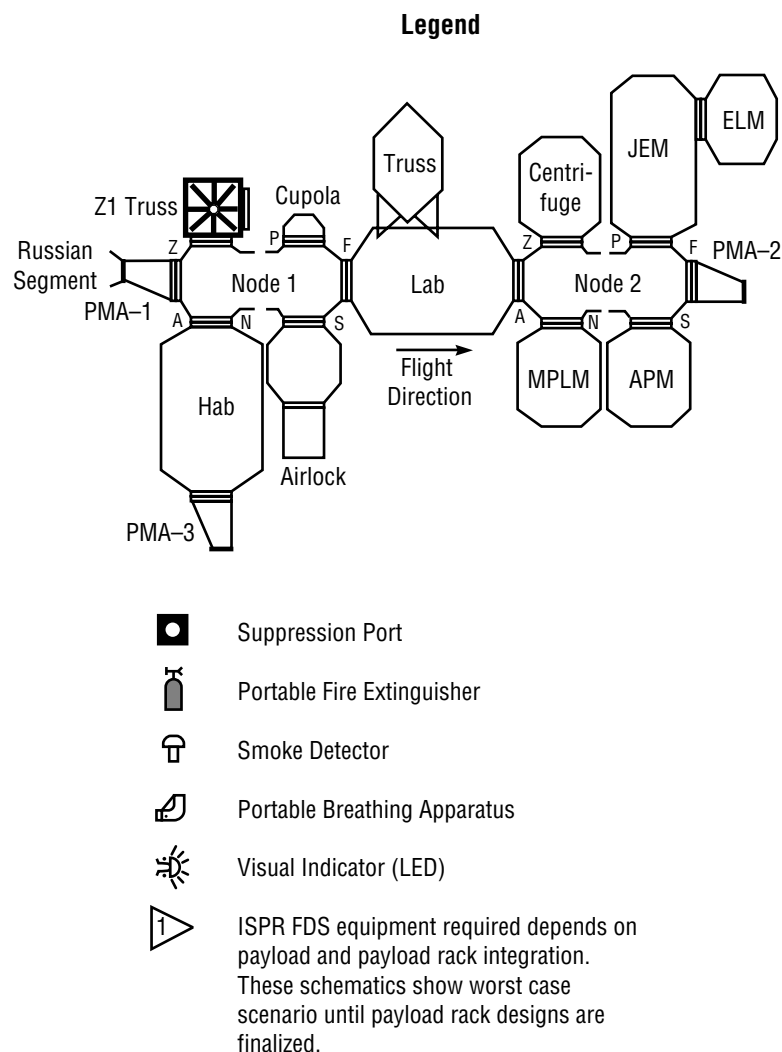 Legend
ELM
JEM
Truss
Centri-
fuge
Cupola
Z1 Truss
Z
P
F
Z
P
F
PMA–2
Russian
Segment
Node 1
Lab
Node 2
PMA–1
A
N
S
A
N
S
Flight
Direction
MPLM
APM
Hab
Airlock
PMA–3
Suppression Port
Portable Fire Extinguisher
Smoke Detector
Portable Breathing Apparatus
Visual Indicator (LED)
1
ISPR FDS equipment required depends on
payload and payload rack integration.
These schematics show worst case
scenario until payload rack designs are
finalized.